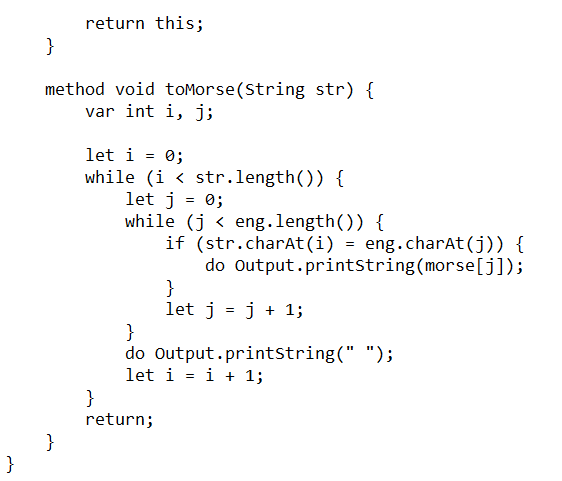 return this;
    }

    method void toMorse(String str) {
        var int i, j;

        let i = 0;
        while (i < str.length()) {
            let j = 0;
            while (j < eng.length()) {
                if (str.charAt(i) = eng.charAt(j)) {
                    do Output.printString(morse[j]);
                }
                let j = j + 1;
            }
            do Output.printString(" ");
            let i = i + 1;
        }
        return;
    }
}